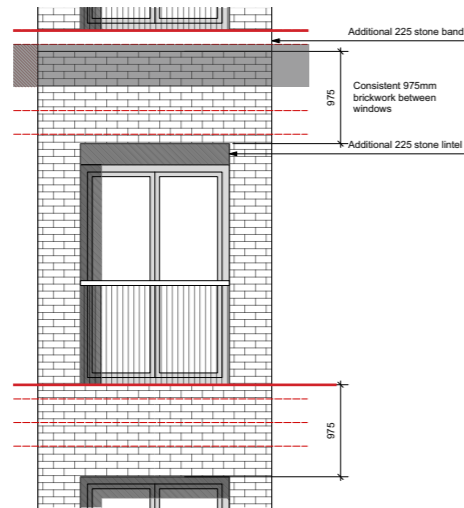 Additional 225 stone band
975
Consistent 975mm
brickwork between
windows
Additional 225 stone lintel
975